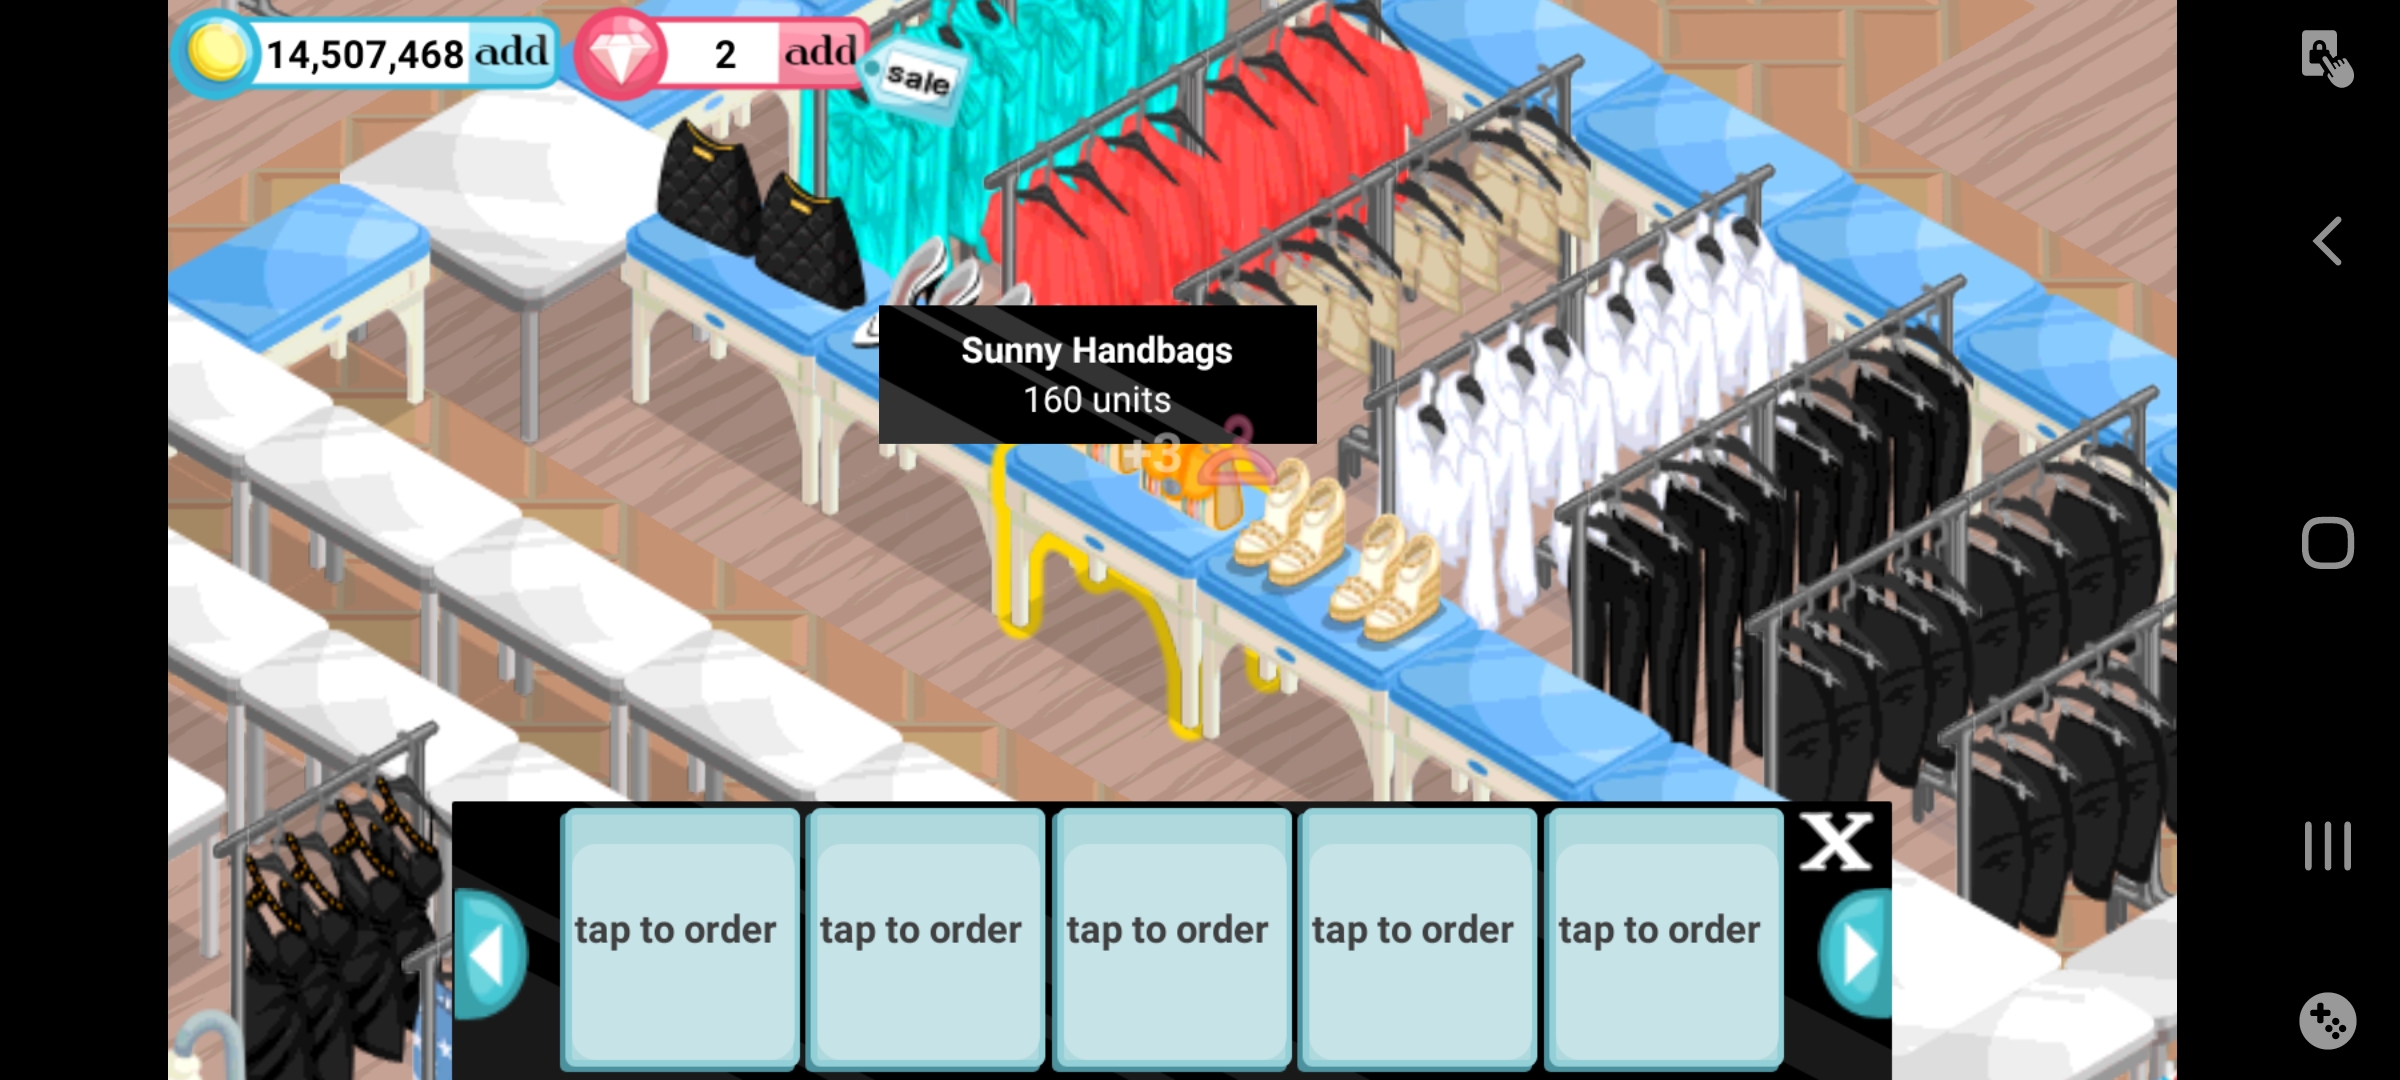 14,507,468 add
2 add
sale
Sunny Handbags
160 units
+3
tap to order
tap to order
tap to order
tap to order
tap to order
X